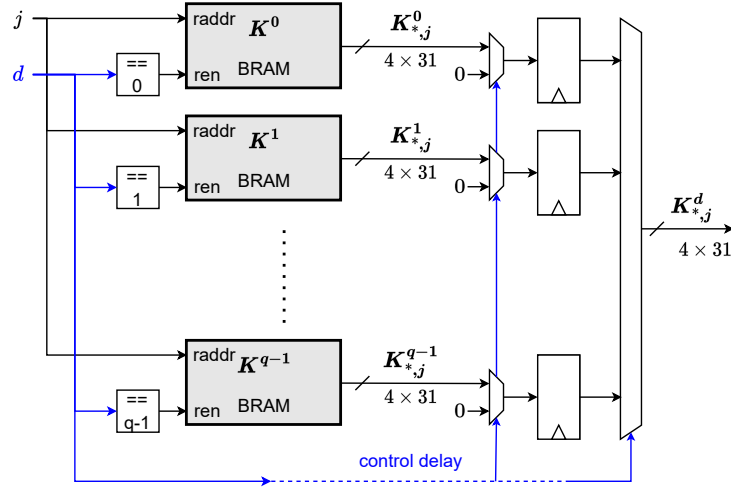 j
d
==
0
raddr
K^0
ren
BRAM
K^0_{*,j}
4 × 31
0
==
1
raddr
K^1
ren
BRAM
K^1_{*,j}
4 × 31
0
K^d_{*,j}
4 × 31
==
q-1
raddr
K^{q-1}
ren
BRAM
K^{q-1}_{*,j}
4 × 31
0
control delay